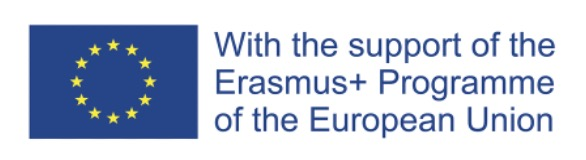 With the support of the
Erasmus+ Programme
of the European Union